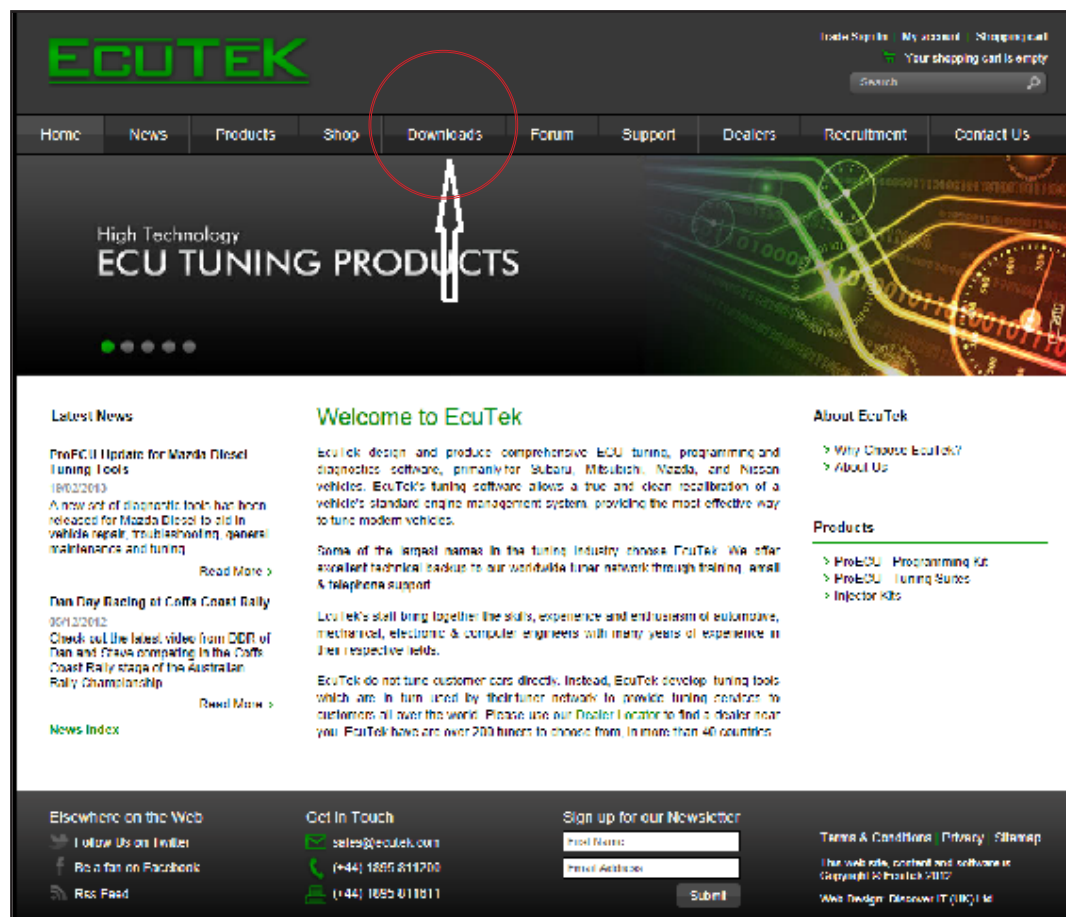 ECUTEK
Trade Sign In | My account | Shopping cart
Your shopping cart is empty
Search
Home News Products Shop Downloads Forum Support Dealers Recruitment Contact Us
High Technology
ECU TUNING PRODUCTS
Latest News
ProECU Update for Mazda Diesel
Tuning Tools
19/02/2013
A new set of diagnostic tools has been
released for Mazda Diesel to aid in
vehicle repair, troubleshooting, general
maintenance and tuning
Read More >
Dan Day Racing at Coffs Coast Rally
05/12/2012
Check out the latest video from DDR of
Dan and Steve competing in the Coffs
Coast Rally stage of the Australian
Rally Championship
Read More >
News Index
Welcome to EcuTek
EcuTek design and produce comprehensive ECU tuning, programming and
diagnostics software, primarily for Subaru, Mitsubishi, Mazda, and Nissan
vehicles. EcuTek's tuning software allows a true and clean recalibration of a
vehicle's standard engine management system, providing the most effective way
to tune modern vehicles.
Some of the largest names in the tuning industry choose EcuTek. We offer
excellent technical backup to our worldwide tuner network through training, email
& telephone support
EcuTek's staff bring together the skills, experience and enthusiasm of automotive,
mechanical, electronic & computer engineers with many years of experience in
their respective fields.
EcuTek do not tune customer cars directly. Instead, EcuTek develop tuning tools
which are in turn used by their tuner network to provide tuning services to
customers all over the world. Please use our Dealer Locator to find a dealer near
you. EcuTek have are over 200 tuners to choose from, in more than 40 countries
About EcuTek
> Why Choose EcuTek?
> About Us
Products
> ProECU - Programming Kit
> ProECU - Tuning Suites
> Injector Kits
Elsewhere on the Web
Follow Us on Twitter
Be a fan on Facebook
Rss Feed
Get In Touch
sales@ecutek.com
(+44) 1895 811200
(+44) 1895 811611
Sign up for our Newsletter
First Name
Email Address
Submit
Terms & Conditions | Privacy | Sitemap
This web site, content and software is
Copyright © EcuTek 2012
Web Design: Discover IT (UK) Ltd